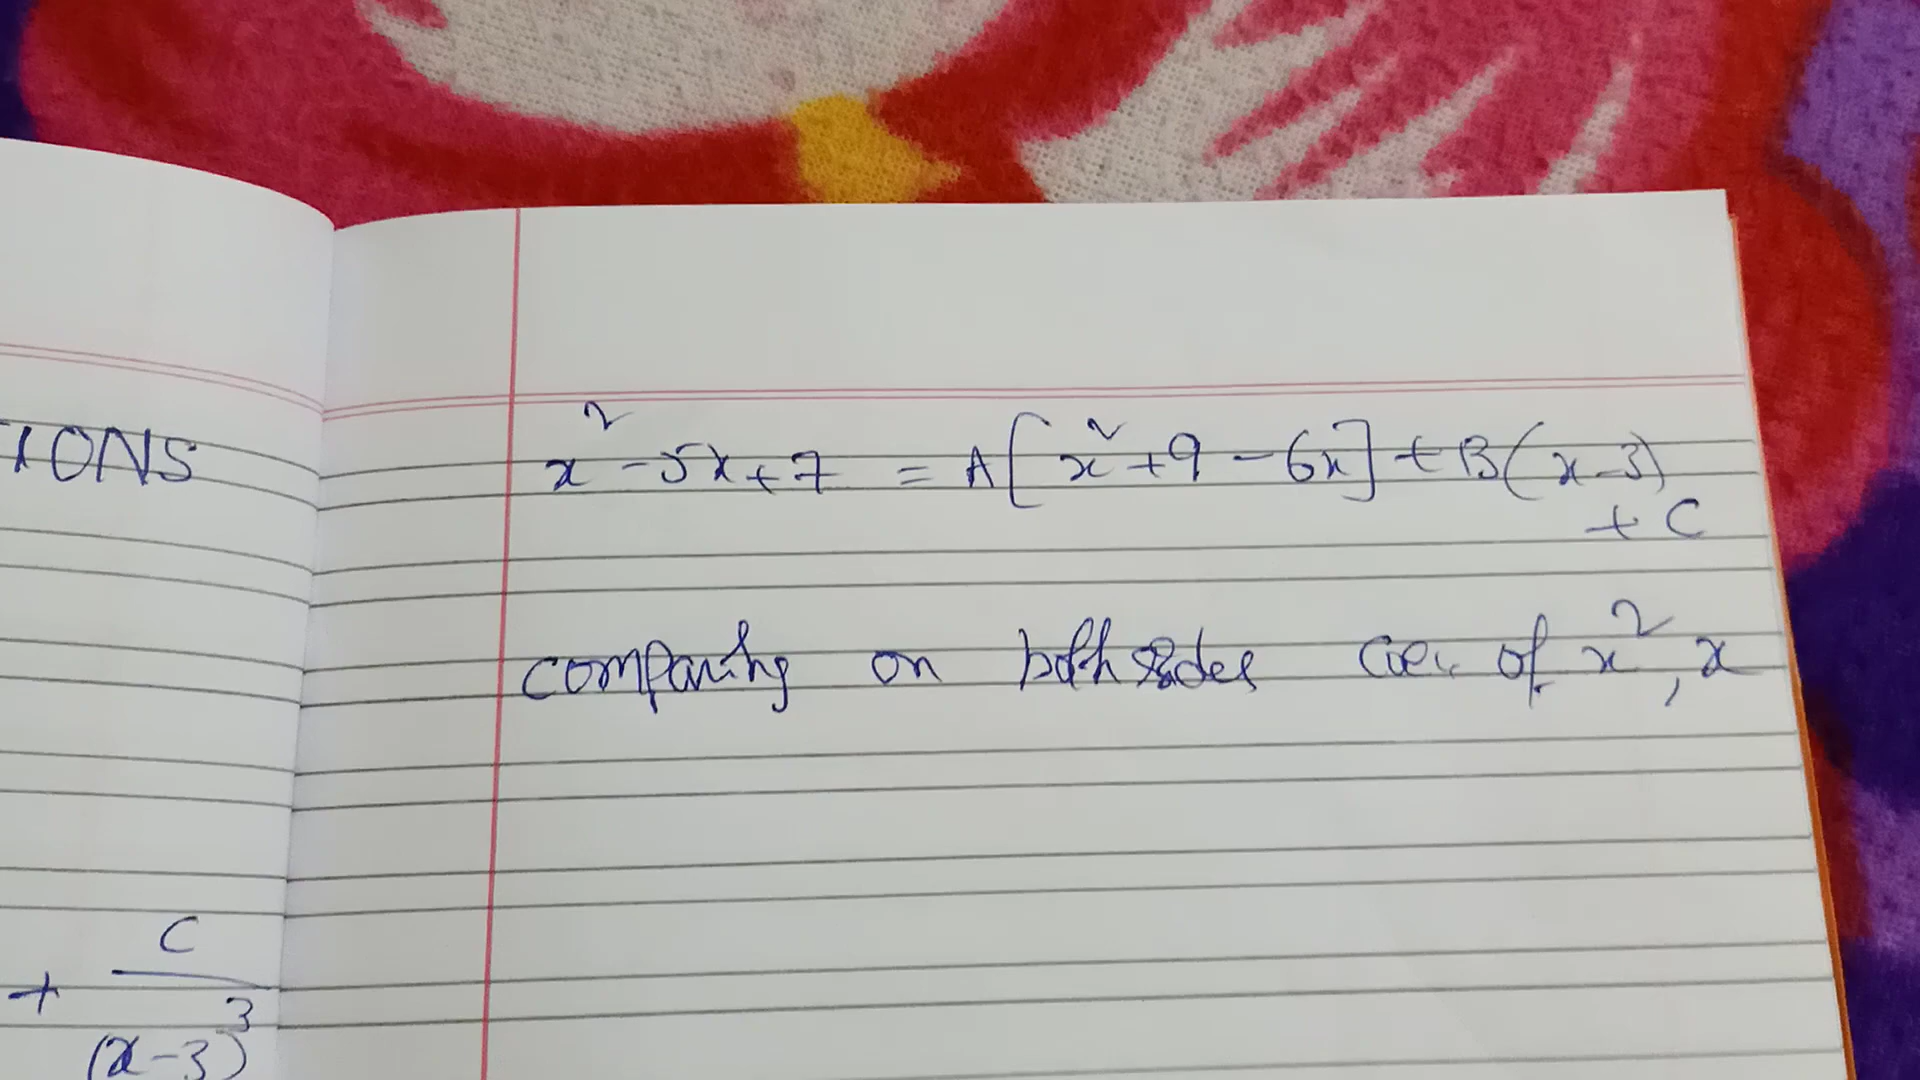 IONS
+ C / (x-3)³
x² - 5x + 7 = A[x² + 9 - 6x] + B(x-3)
+ C
comparing on both sides coe. of x², x